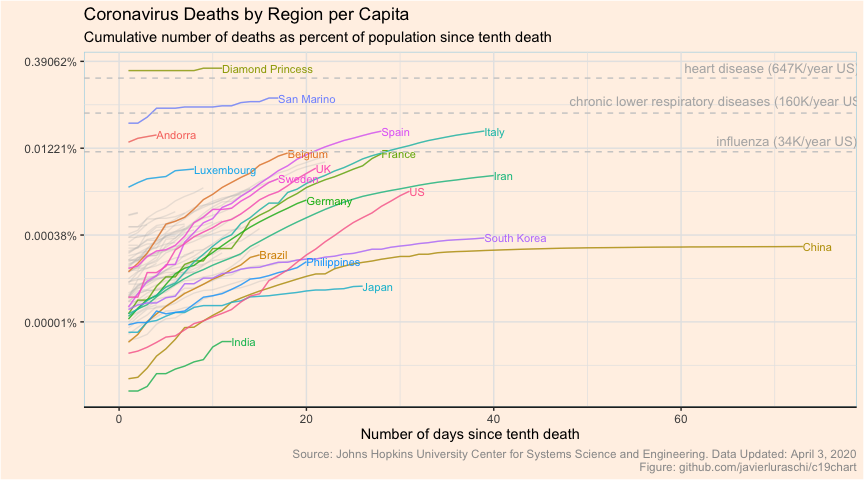 Coronavirus Deaths by Region per Capita
Cumulative number of deaths as percent of population since tenth death
0.39062%
0.01221%
0.00038%
0.00001%
heart disease (647K/year US
chronic lower respiratory diseases (160K/year US
influenza (34K/year US)
Diamond Princess
San Marino
Andorra
Spain
Italy
Belgium
France
Luxembourg
UK
Sweden
Iran
US
Germany
South Korea
China
Brazil
Philippines
Japan
India
0
20
40
60
Number of days since tenth death
Source: Johns Hopkins University Center for Systems Science and Engineering. Data Updated: April 3, 2020
Figure: github.com/javierluraschi/c19chart